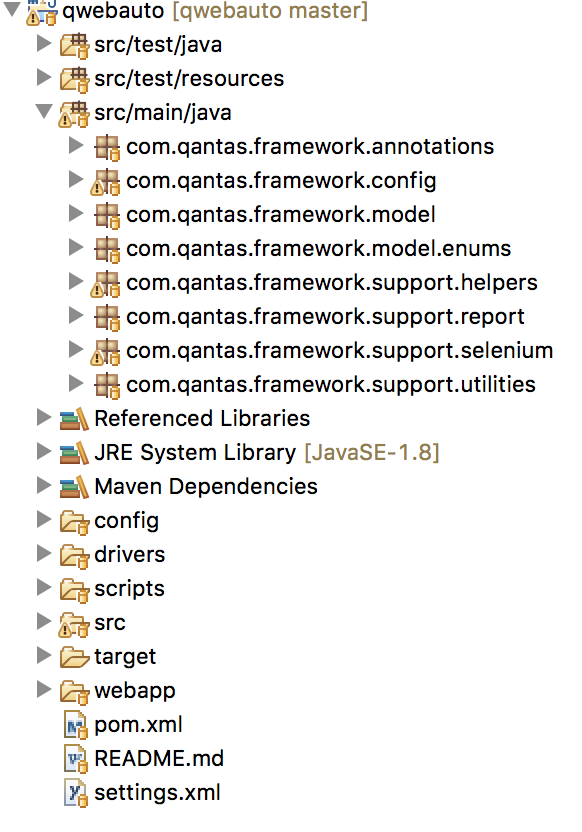 qwebauto [qwebauto master]
src/test/java
src/test/resources
src/main/java
com.qantas.framework.annotations
com.qantas.framework.config
com.qantas.framework.model
com.qantas.framework.model.enums
com.qantas.framework.support.helpers
com.qantas.framework.support.report
com.qantas.framework.support.selenium
com.qantas.framework.support.utilities
Referenced Libraries
JRE System Library [JavaSE-1.8]
Maven Dependencies
config
drivers
scripts
src
target
webapp
pom.xml
README.md
settings.xml